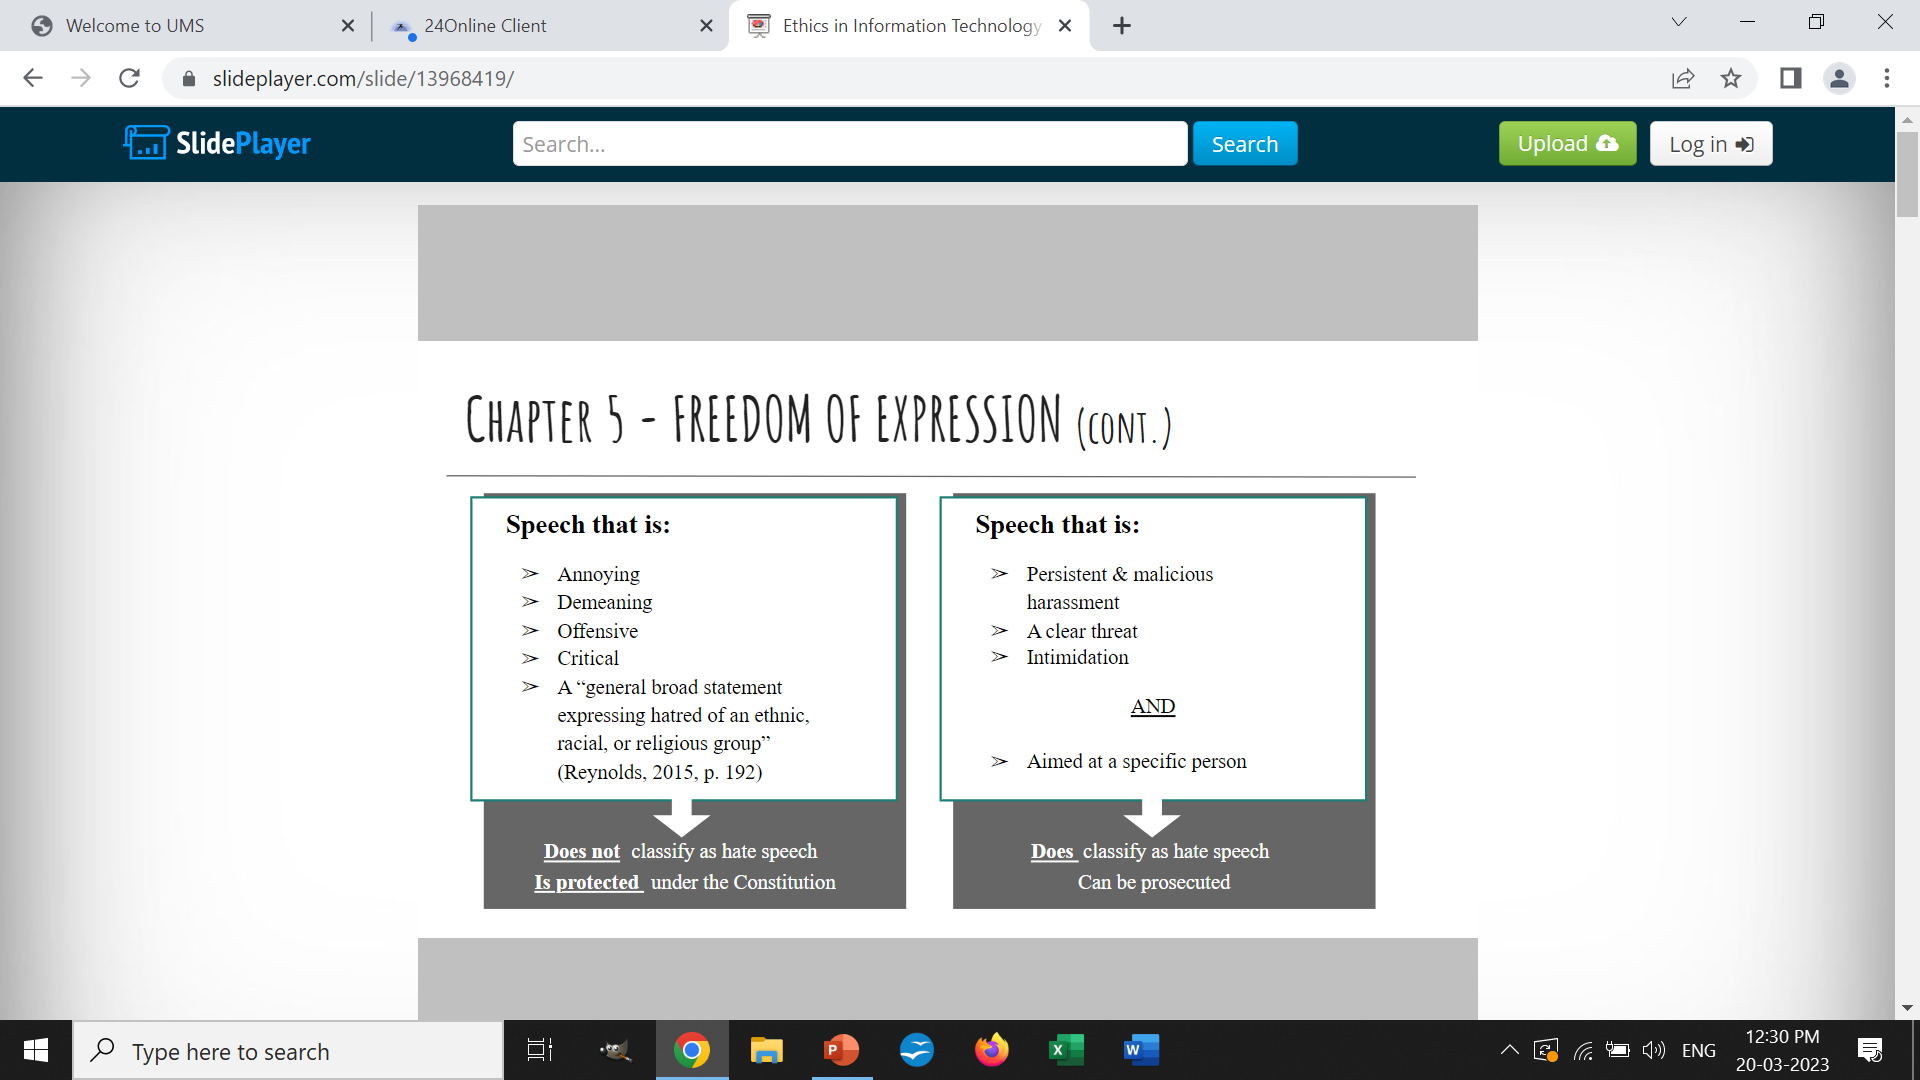 Welcome to UMS
24Online Client
Ethics in Information Technology
slideplayer.com/slide/13968419/
SlidePlayer
Search...
Search
Upload
Log in
CHAPTER 5 - FREEDOM OF EXPRESSION (CONT.)
Speech that is:
➢ Annoying
➢ Demeaning
➢ Offensive
➢ Critical
➢ A “general broad statement
expressing hatred of an ethnic,
racial, or religious group”
(Reynolds, 2015, p. 192)
Does not classify as hate speech
Is protected under the Constitution
Speech that is:
➢ Persistent & malicious
harassment
➢ A clear threat
➢ Intimidation
AND
➢ Aimed at a specific person
Does classify as hate speech
Can be prosecuted
Type here to search
ENG
12:30 PM
20-03-2023